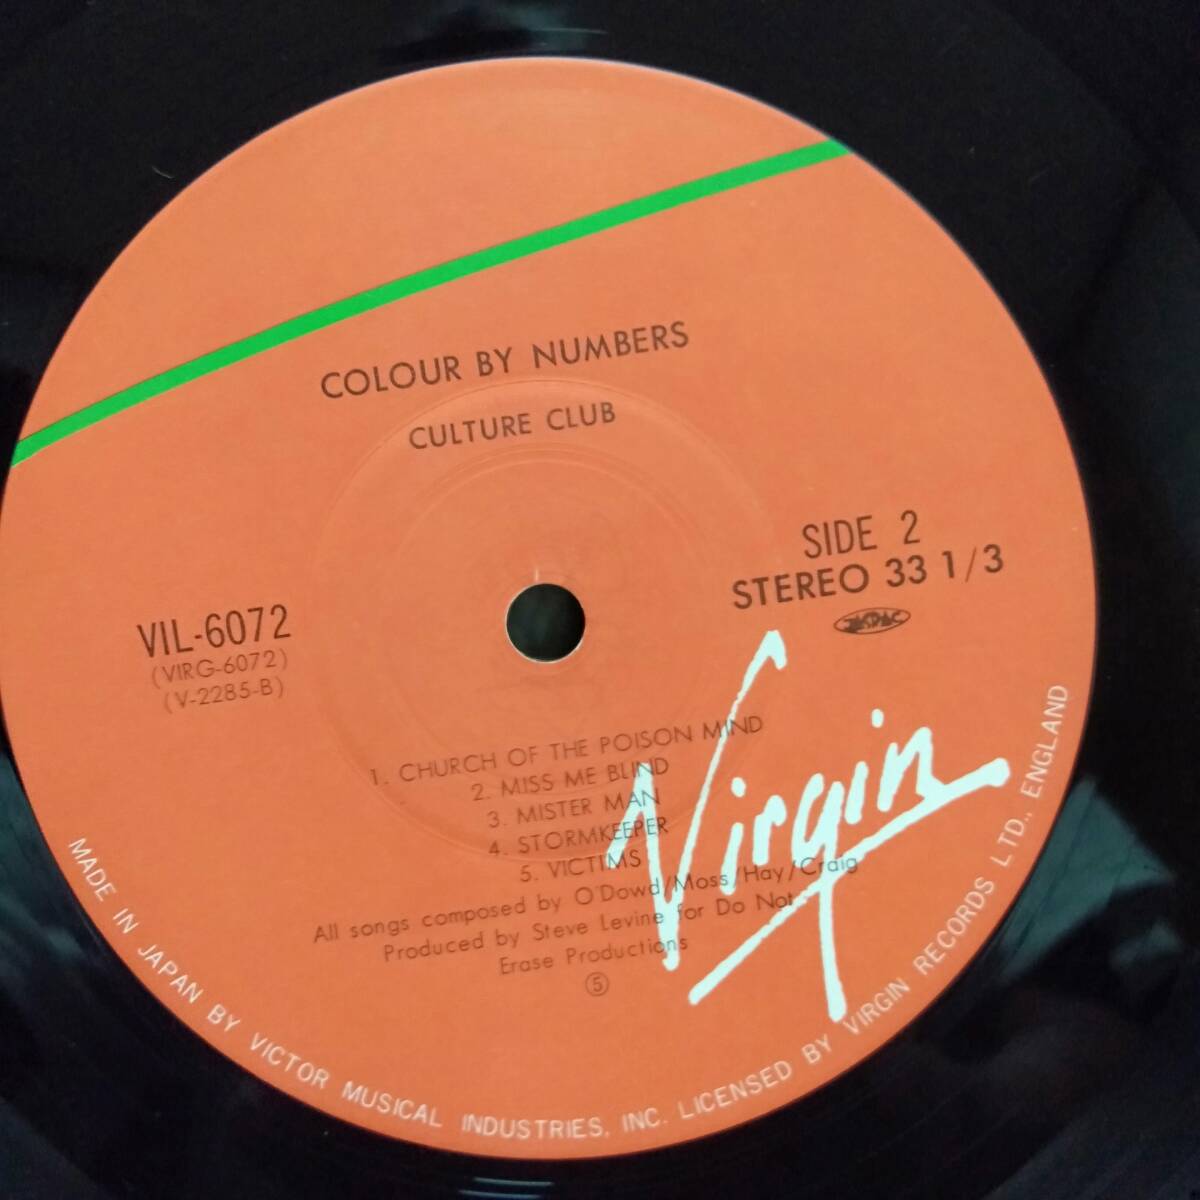 COLOUR BY NUMBERS
CULTURE CLUB
SIDE 2
STEREO 33 1/3
JASRAC
VIL-6072
(VIRG-6072)
(V-2285-B)
1. CHURCH OF THE POISON MIND
2. MISS ME BLIND
3. MISTER MAN
4. STORMKEEPER
5. VICTIMS
All songs composed by O'Dowd/Moss/Hay/Craig
Produced by Steve Levine for Do Not
Erase Productions
⑤
Virgin
MADE IN JAPAN BY VICTOR MUSICAL INDUSTRIES, INC. LICENSED BY VIRGIN RECORDS LTD., ENGLAND